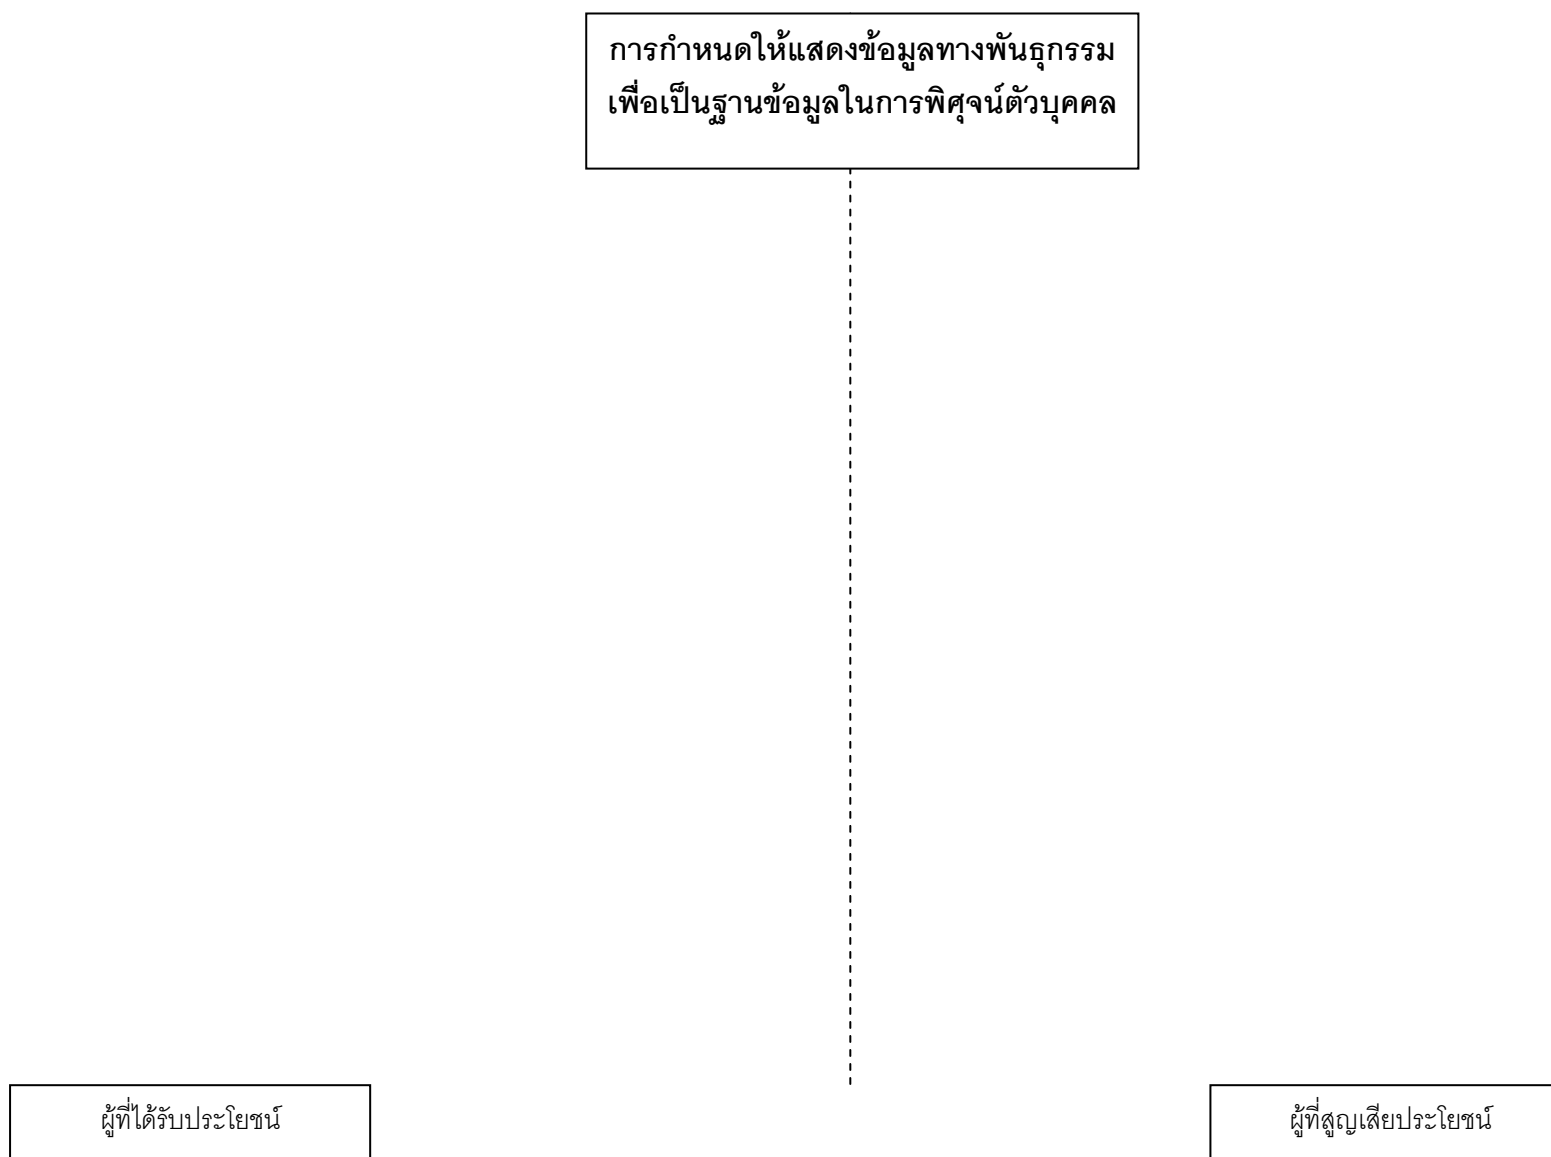 การกำหนดให้แสดงข้อมูลทางพันธุกรรม
เพื่อเป็นฐานข้อมูลในการพิศุจน์ตัวบุคคล
ผู้ที่ได้รับประโยชน์
ผู้ที่สูญเสียประโยชน์